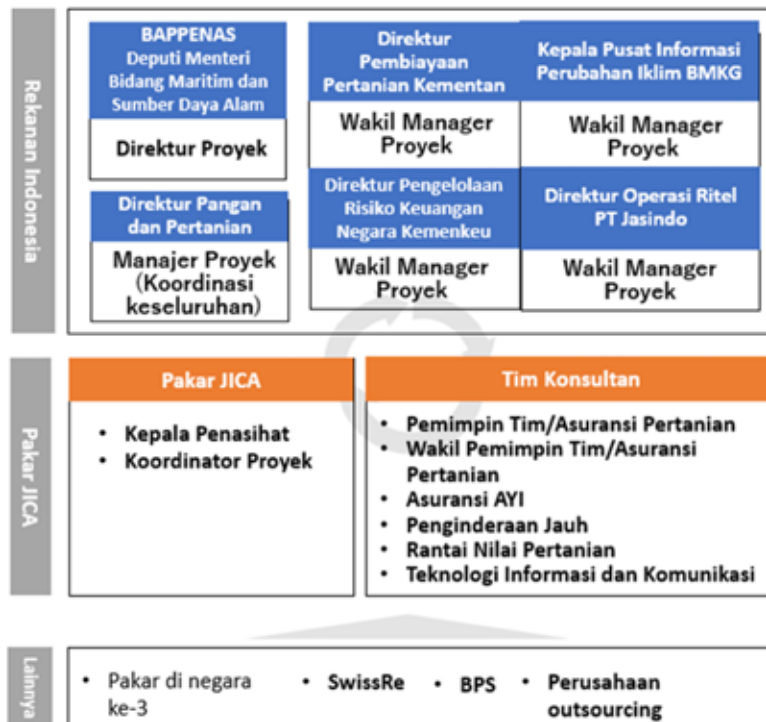 Rekanan Indonesia
BAPPENAS
Deputi Menteri
Bidang Maritim dan
Sumber Daya Alam
Direktur Proyek
Direktur
Pembiayaan
Pertanian Kementan
Wakil Manager
Proyek
Kepala Pusat Informasi
Perubahan Iklim BMKG
Wakil Manager
Proyek
Direktur Pangan
dan Pertanian
Manajer Proyek
(Koordinasi
keseluruhan)
Direktur Pengelolaan
Risiko Keuangan
Negara Kemenkeu
Wakil Manager
Proyek
Direktur Operasi Ritel
PT Jasindo
Wakil Manager
Proyek
Pakar JICA
Pakar JICA
• Kepala Penasihat
• Koordinator Proyek
Tim Konsultan
• Pemimpin Tim/Asuransi Pertanian
• Wakil Pemimpin Tim/Asuransi
Pertanian
• Asuransi AYI
• Penginderaan Jauh
• Rantai Nilai Pertanian
• Teknologi Informasi dan Komunikasi
Lainnya
• Pakar di negara
ke-3
• SwissRe
• BPS
• Perusahaan
outsourcing